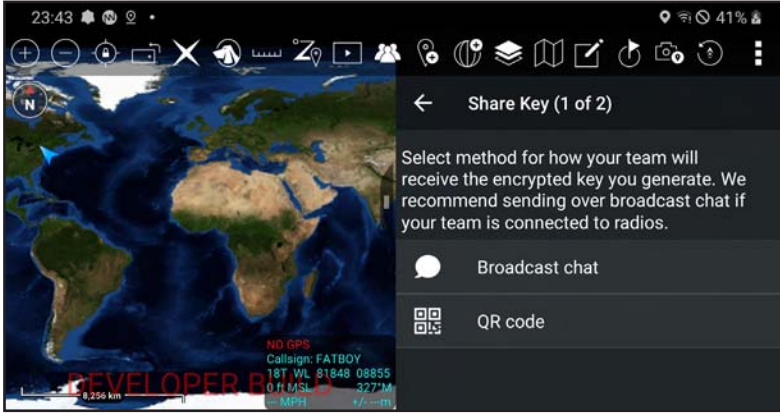 23:43
41%
N
Share Key (1 of 2)
Select method for how your team will
receive the encrypted key you generate. We
recommend sending over broadcast chat if
your team is connected to radios.
Broadcast chat
QR code
NO GPS
Callsign: FATBOY
18T WL 81848 08855
0 ft MSL 327°M
--- MPH +/- ---m
DEVELOPER BUILD
8,256 km